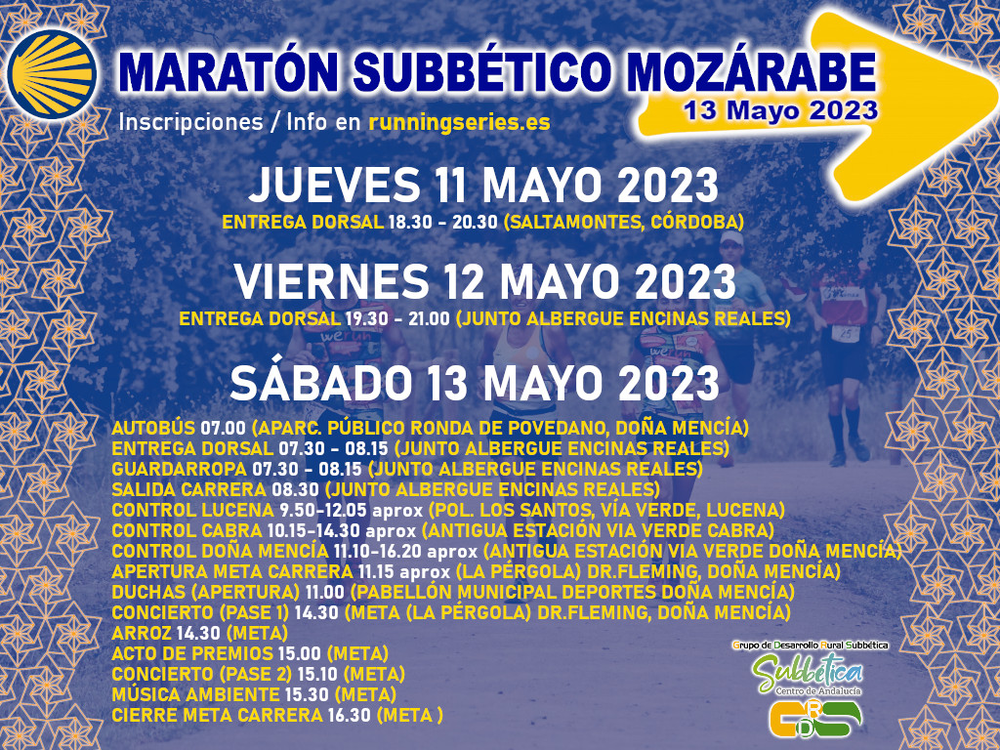 MARATÓN SUBBÉTICO MOZÁRABE
13 Mayo 2023
Inscripciones / Info en runningseries.es
JUEVES 11 MAYO 2023
ENTREGA DORSAL 18.30 - 20.30 (SALTAMONTES, CÓRDOBA)
VIERNES 12 MAYO 2023
ENTREGA DORSAL 19.30 - 21.00 (JUNTO ALBERGUE ENCINAS REALES)
SÁBADO 13 MAYO 2023
AUTOBÚS 07.00 (APARC. PÚBLICO RONDA DE POVEDANO, DOÑA MENCÍA)
ENTREGA DORSAL 07.30 - 08.15 (JUNTO ALBERGUE ENCINAS REALES)
GUARDARROPA 07.30 - 08.15 (JUNTO ALBERGUE ENCINAS REALES)
SALIDA CARRERA 08.30 (JUNTO ALBERGUE ENCINAS REALES)
CONTROL LUCENA 9.50-12.05 aprox (POL. LOS SANTOS, VÍA VERDE, LUCENA)
CONTROL CABRA 10.15-14.30 aprox (ANTIGUA ESTACIÓN VIA VERDE CABRA)
CONTROL DOÑA MENCÍA 11.10-16.20 aprox (ANTIGUA ESTACIÓN VIA VERDE DOÑA MENCÍA)
APERTURA META CARRERA 11.15 aprox (LA PÉRGOLA) DR.FLEMING, DOÑA MENCÍA)
DUCHAS (APERTURA) 11.00 (PABELLÓN MUNICIPAL DEPORTES DOÑA MENCÍA)
CONCIERTO (PASE 1) 14.30 (META (LA PÉRGOLA) DR.FLEMING, DOÑA MENCÍA)
ARROZ 14.30 (META)
ACTO DE PREMIOS 15.00 (META)
CONCIERTO (PASE 2) 15.10 (META)
MÚSICA AMBIENTE 15.30 (META)
CIERRE META CARRERA 16.30 (META )
Grupo de Desarrollo Rural Subbética
Subbética
Centro de Andalucía
GDRS
werun